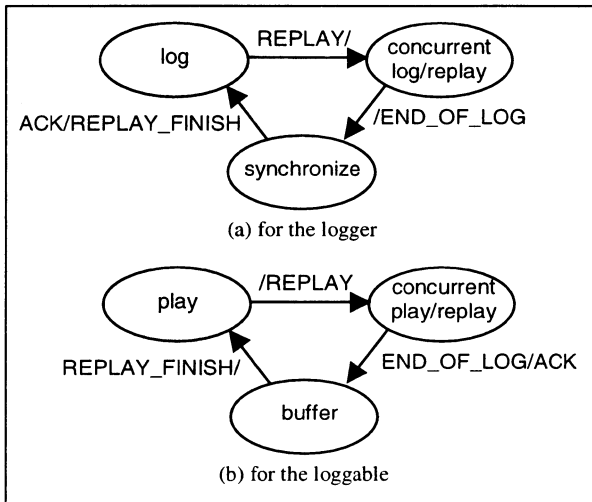 REPLAY/
log
concurrent
log/replay
ACK/REPLAY_FINISH
/END_OF_LOG
synchronize
(a) for the logger
/REPLAY
play
concurrent
play/replay
REPLAY_FINISH/
END_OF_LOG/ACK
buffer
(b) for the loggable